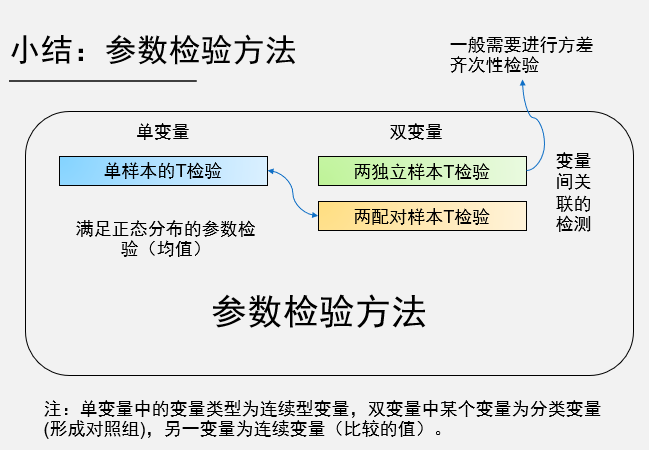 小结：参数检验方法
一般需要进行方差
齐次性检验
单变量
双变量
单样本的T检验
两独立样本T检验
变量
间关
联的
检测
两配对样本T检验
满足正态分布的参数检
验（均值）
参数检验方法
注：单变量中的变量类型为连续型变量，双变量中某个变量为分类变量
(形成对照组)，另一变量为连续变量（比较的值）。